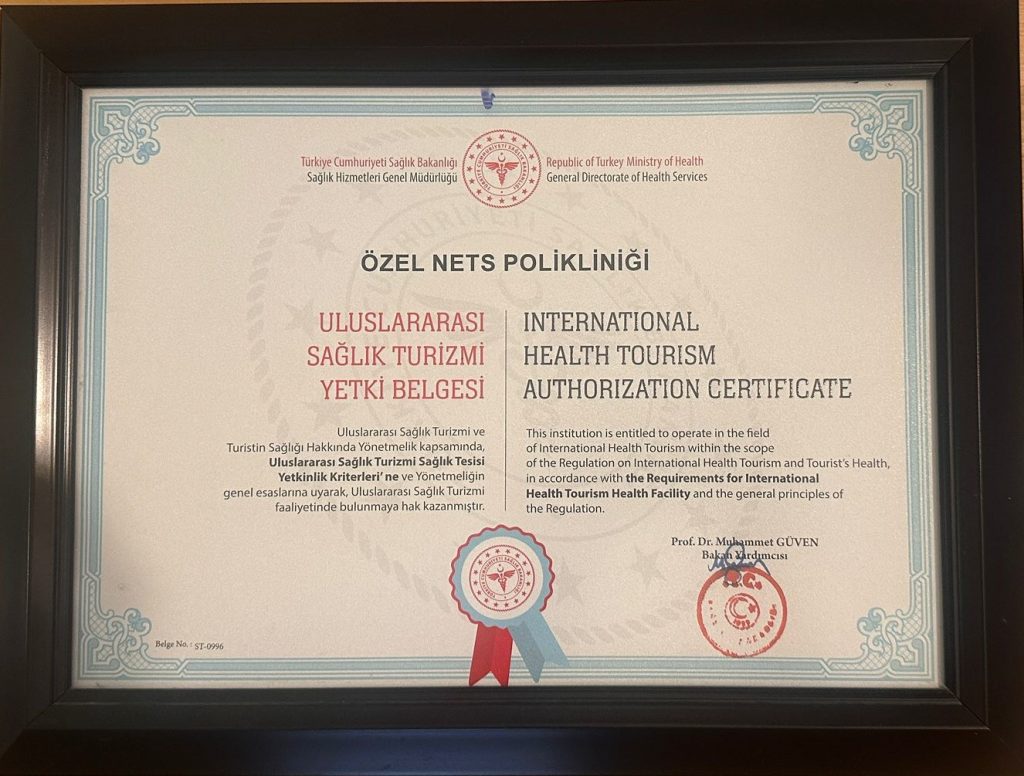 Türkiye Cumhuriyeti Sağlık Bakanlığı
Sağlık Hizmetleri Genel Müdürlüğü
Republic of Turkey Ministry of Health
General Directorate of Health Services
ÖZEL NETS POLİKLİNİĞİ
ULUSLARARASI
SAĞLIK TURİZMİ
YETKİ BELGESİ
Uluslararası Sağlık Turizmi ve
Turistin Sağlığı Hakkında Yönetmelik kapsamında,
Uluslararası Sağlık Turizmi Sağlık Tesisi
Yetkinlik Kriterleri' ne ve Yönetmeliğin
genel esaslarına uyarak, Uluslararası Sağlık Turizmi
faaliyetinde bulunmaya hak kazanmıştır.
INTERNATIONAL
HEALTH TOURISM
AUTHORIZATION CERTIFICATE
This institution is entitled to operate in the field
of International Health Tourism within the scope
of the Regulation on International Health Tourism and Tourist's Health,
in accordance with the Requirements for International
Health Tourism Health Facility and the general principles of
the Regulation.
Prof. Dr. Muhammet GÜVEN
Bakan Yardımcısı
T.C.
Belge No. : ST-0996